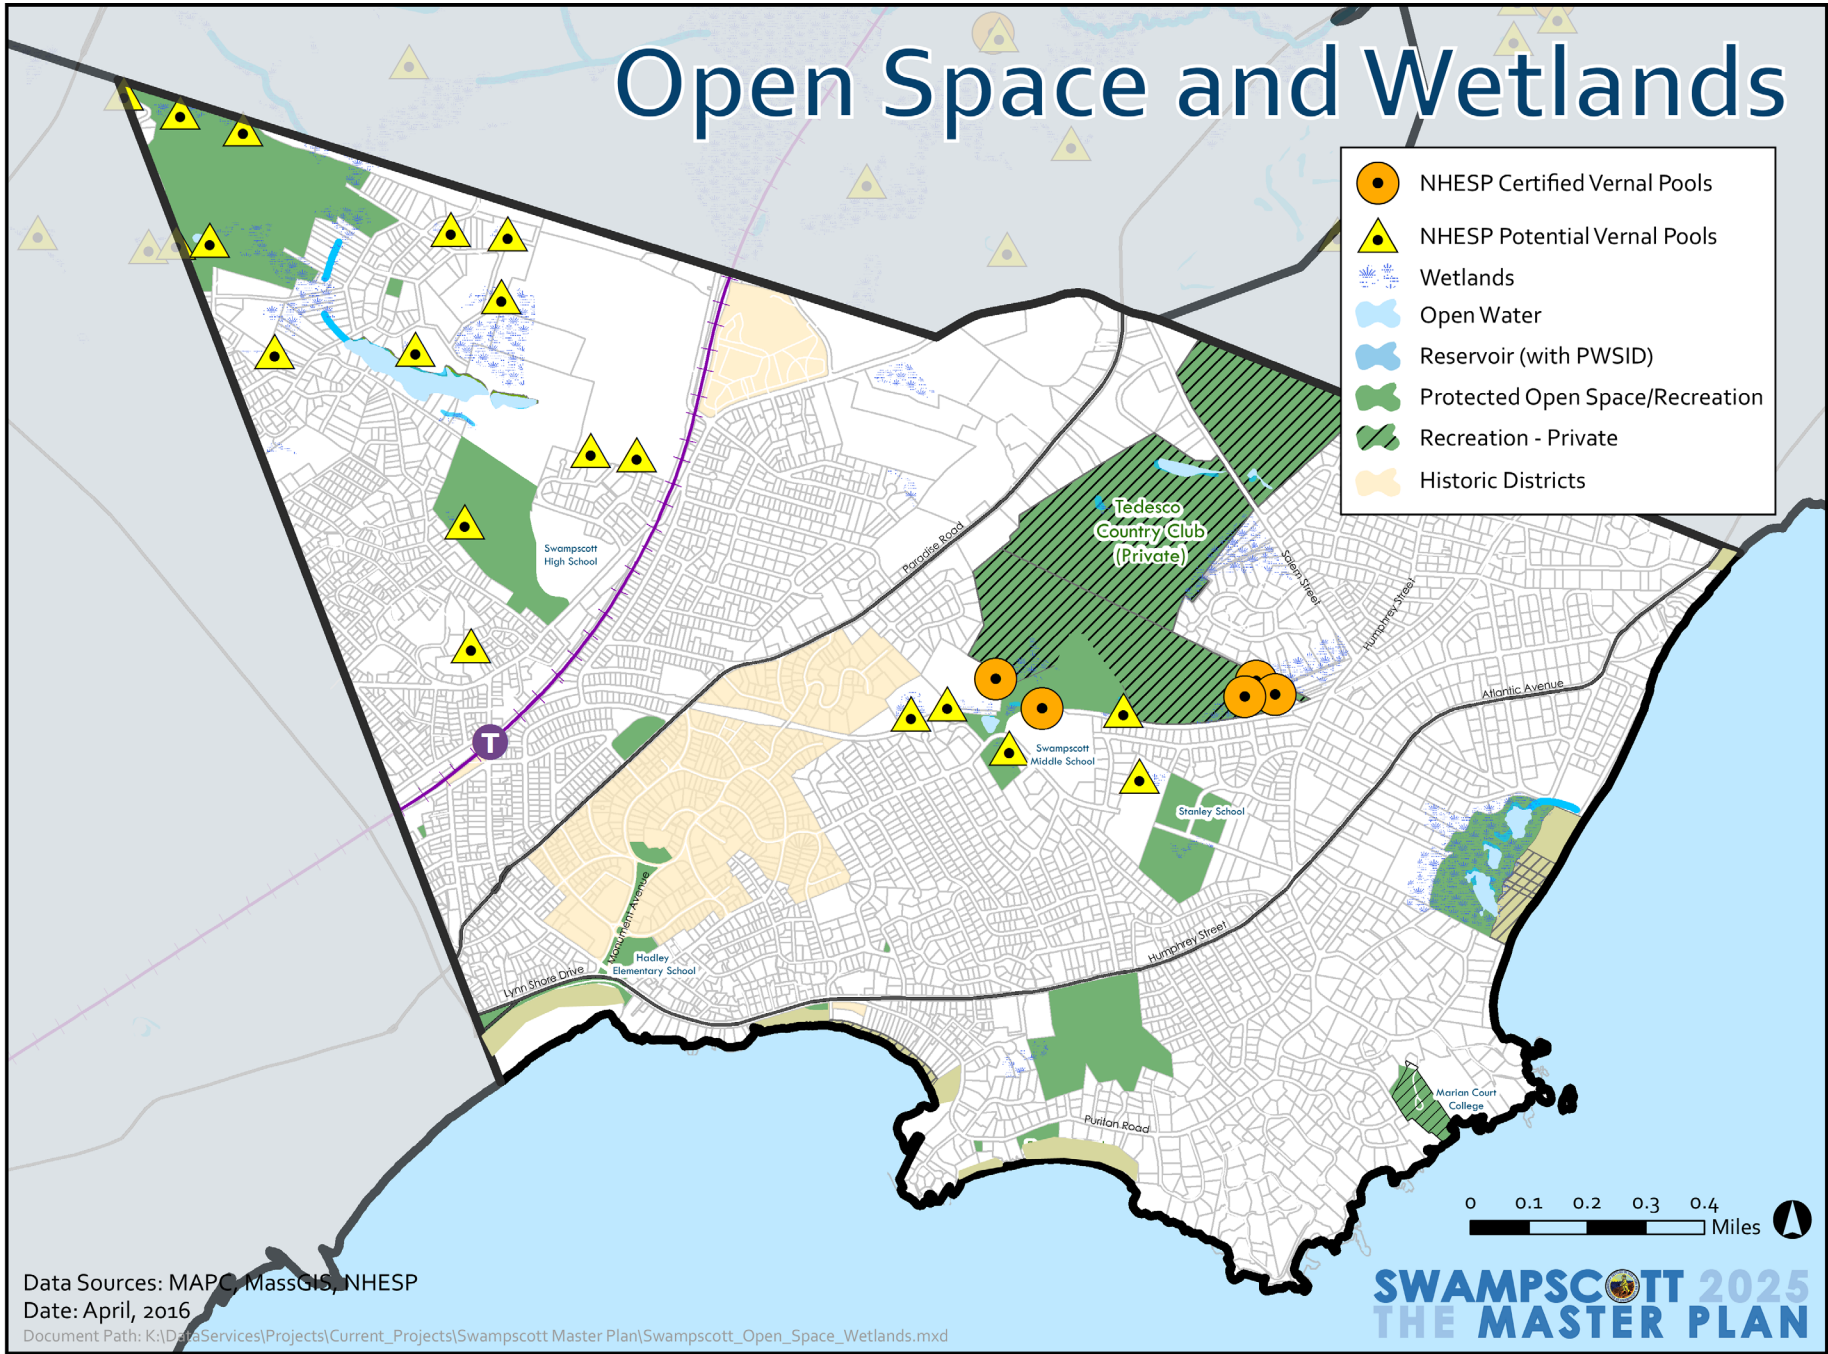 Open Space and Wetlands
NHESP Certified Vernal Pools
NHESP Potential Vernal Pools
Wetlands
Open Water
Reservoir (with PWSID)
Protected Open Space/Recreation
Recreation - Private
Historic Districts
Tedesco
Country Club
(Private)
Paradise Road
Swampscott
High School
Salem Street
Humphrey Street
Atlantic Avenue
T
Swampscott
Middle School
Stanley School
Monument Avenue
Hadley
Elementary School
Lynn Shore Drive
Humphrey Street
Puritan Road
Marian Court
College
0 0.1 0.2 0.3 0.4
Miles
Data Sources: MAPC, MassGIS, NHESP
Date: April, 2016
Document Path: K:\DataServices\Projects\Current_Projects\Swampscott Master Plan\Swampscott_Open_Space_Wetlands.mxd
SWAMPSCOTT 2025
THE MASTER PLAN